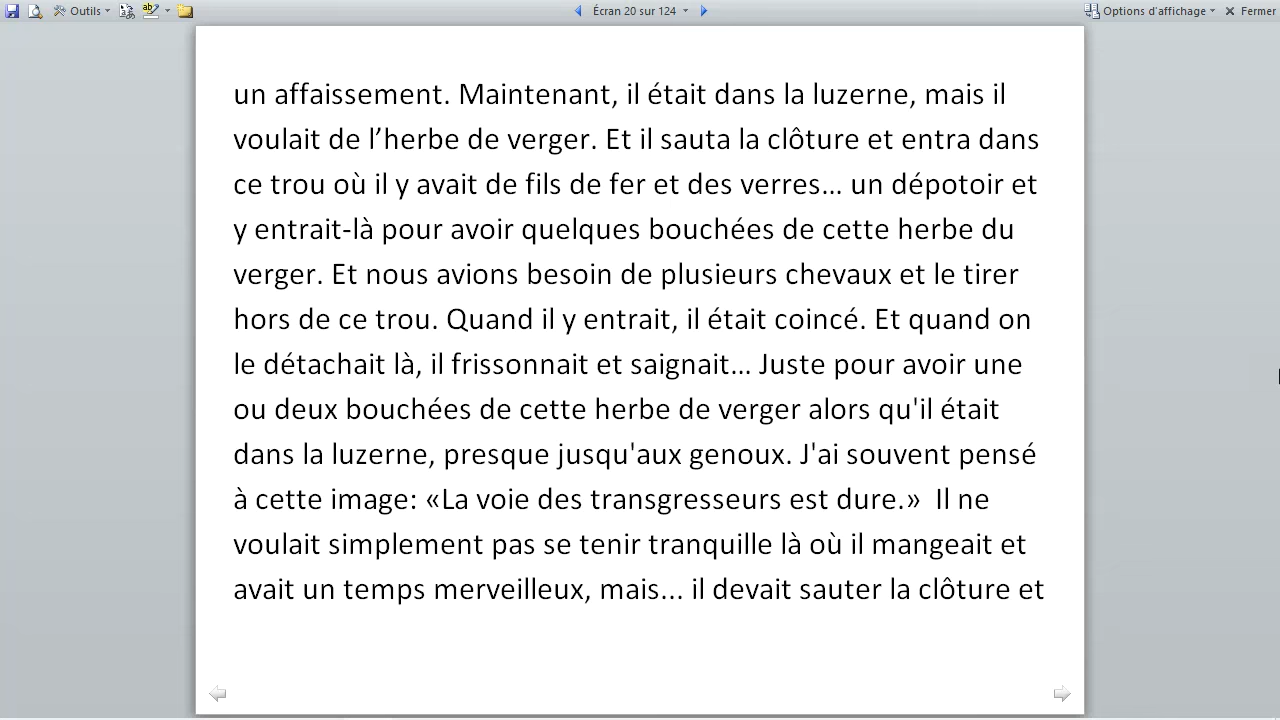 Outils
Écran 20 sur 124
Options d'affichage
Fermer
un affaissement. Maintenant, il était dans la luzerne, mais il
voulait de l’herbe de verger. Et il sauta la clôture et entra dans
ce trou où il y avait de fils de fer et des verres... un dépotoir et
y entrait-là pour avoir quelques bouchées de cette herbe du
verger. Et nous avions besoin de plusieurs chevaux et le tirer
hors de ce trou. Quand il y entrait, il était coincé. Et quand on
le détachait là, il frissonnait et saignait... Juste pour avoir une
ou deux bouchées de cette herbe de verger alors qu'il était
dans la luzerne, presque jusqu'aux genoux. J'ai souvent pensé
à cette image: «La voie des transgresseurs est dure.»  Il ne
voulait simplement pas se tenir tranquille là où il mangeait et
avait un temps merveilleux, mais... il devait sauter la clôture et